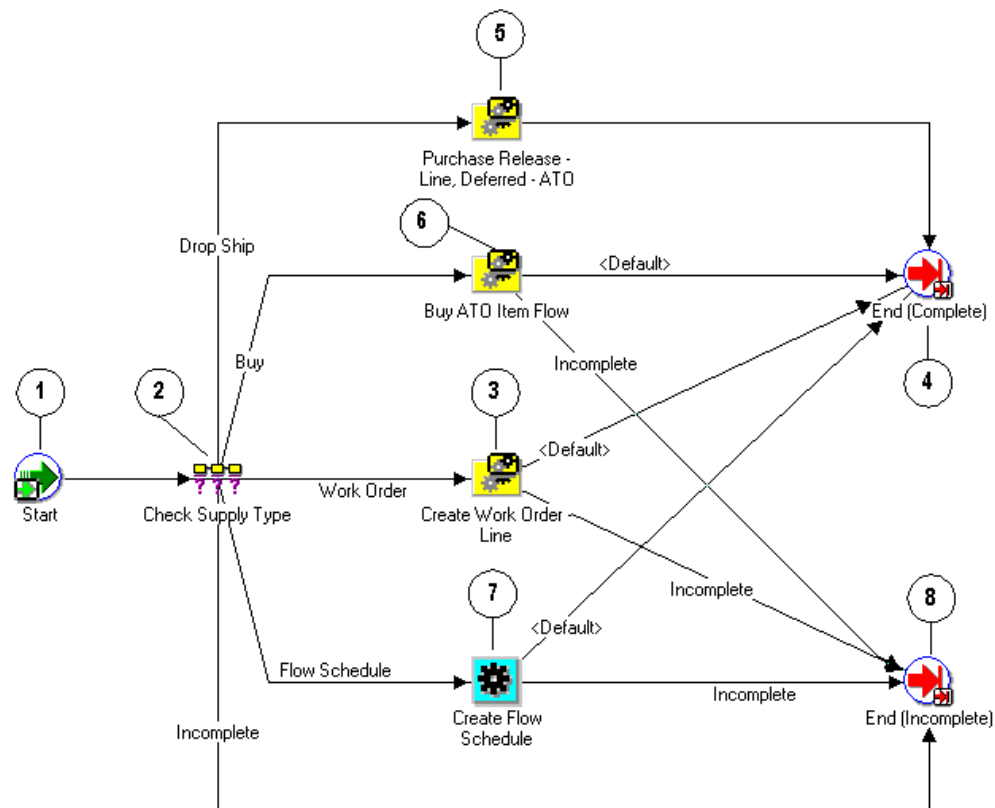 5
Purchase Release -
Line, Deferred - ATO
6
Drop Ship
<Default>
Buy ATO Item Flow
End (Complete)
Buy
Incomplete
1
2
3
4
<Default>
Start
Check Supply Type
Work Order
Create Work Order -
Line
Incomplete
7
8
<Default>
Flow Schedule
Incomplete
Create Flow
Schedule
End (Incomplete)
Incomplete